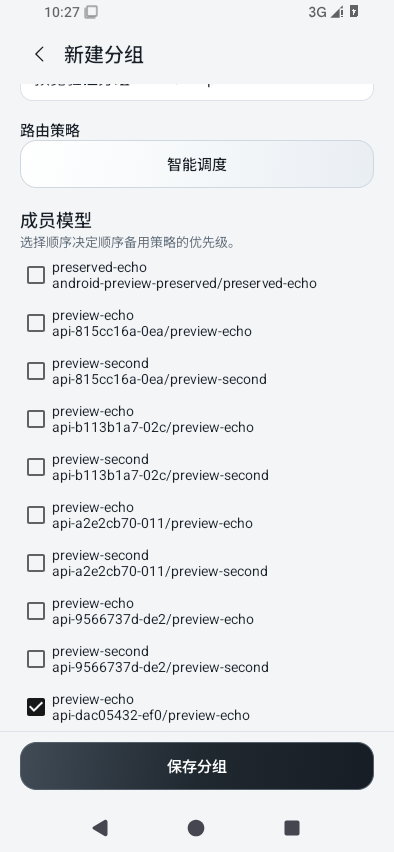 10:27
3G
新建分组
路由策略
智能调度
成员模型
选择顺序决定顺序备用策略的优先级。
preserved-echo
android-preview-preserved/preserved-echo
preview-echo
api-815cc16a-0ea/preview-echo
preview-second
api-815cc16a-0ea/preview-second
preview-echo
api-b113b1a7-02c/preview-echo
preview-second
api-b113b1a7-02c/preview-second
preview-echo
api-a2e2cb70-011/preview-echo
preview-second
api-a2e2cb70-011/preview-second
preview-echo
api-9566737d-de2/preview-echo
preview-second
api-9566737d-de2/preview-second
preview-echo
api-dac05432-ef0/preview-echo
保存分组